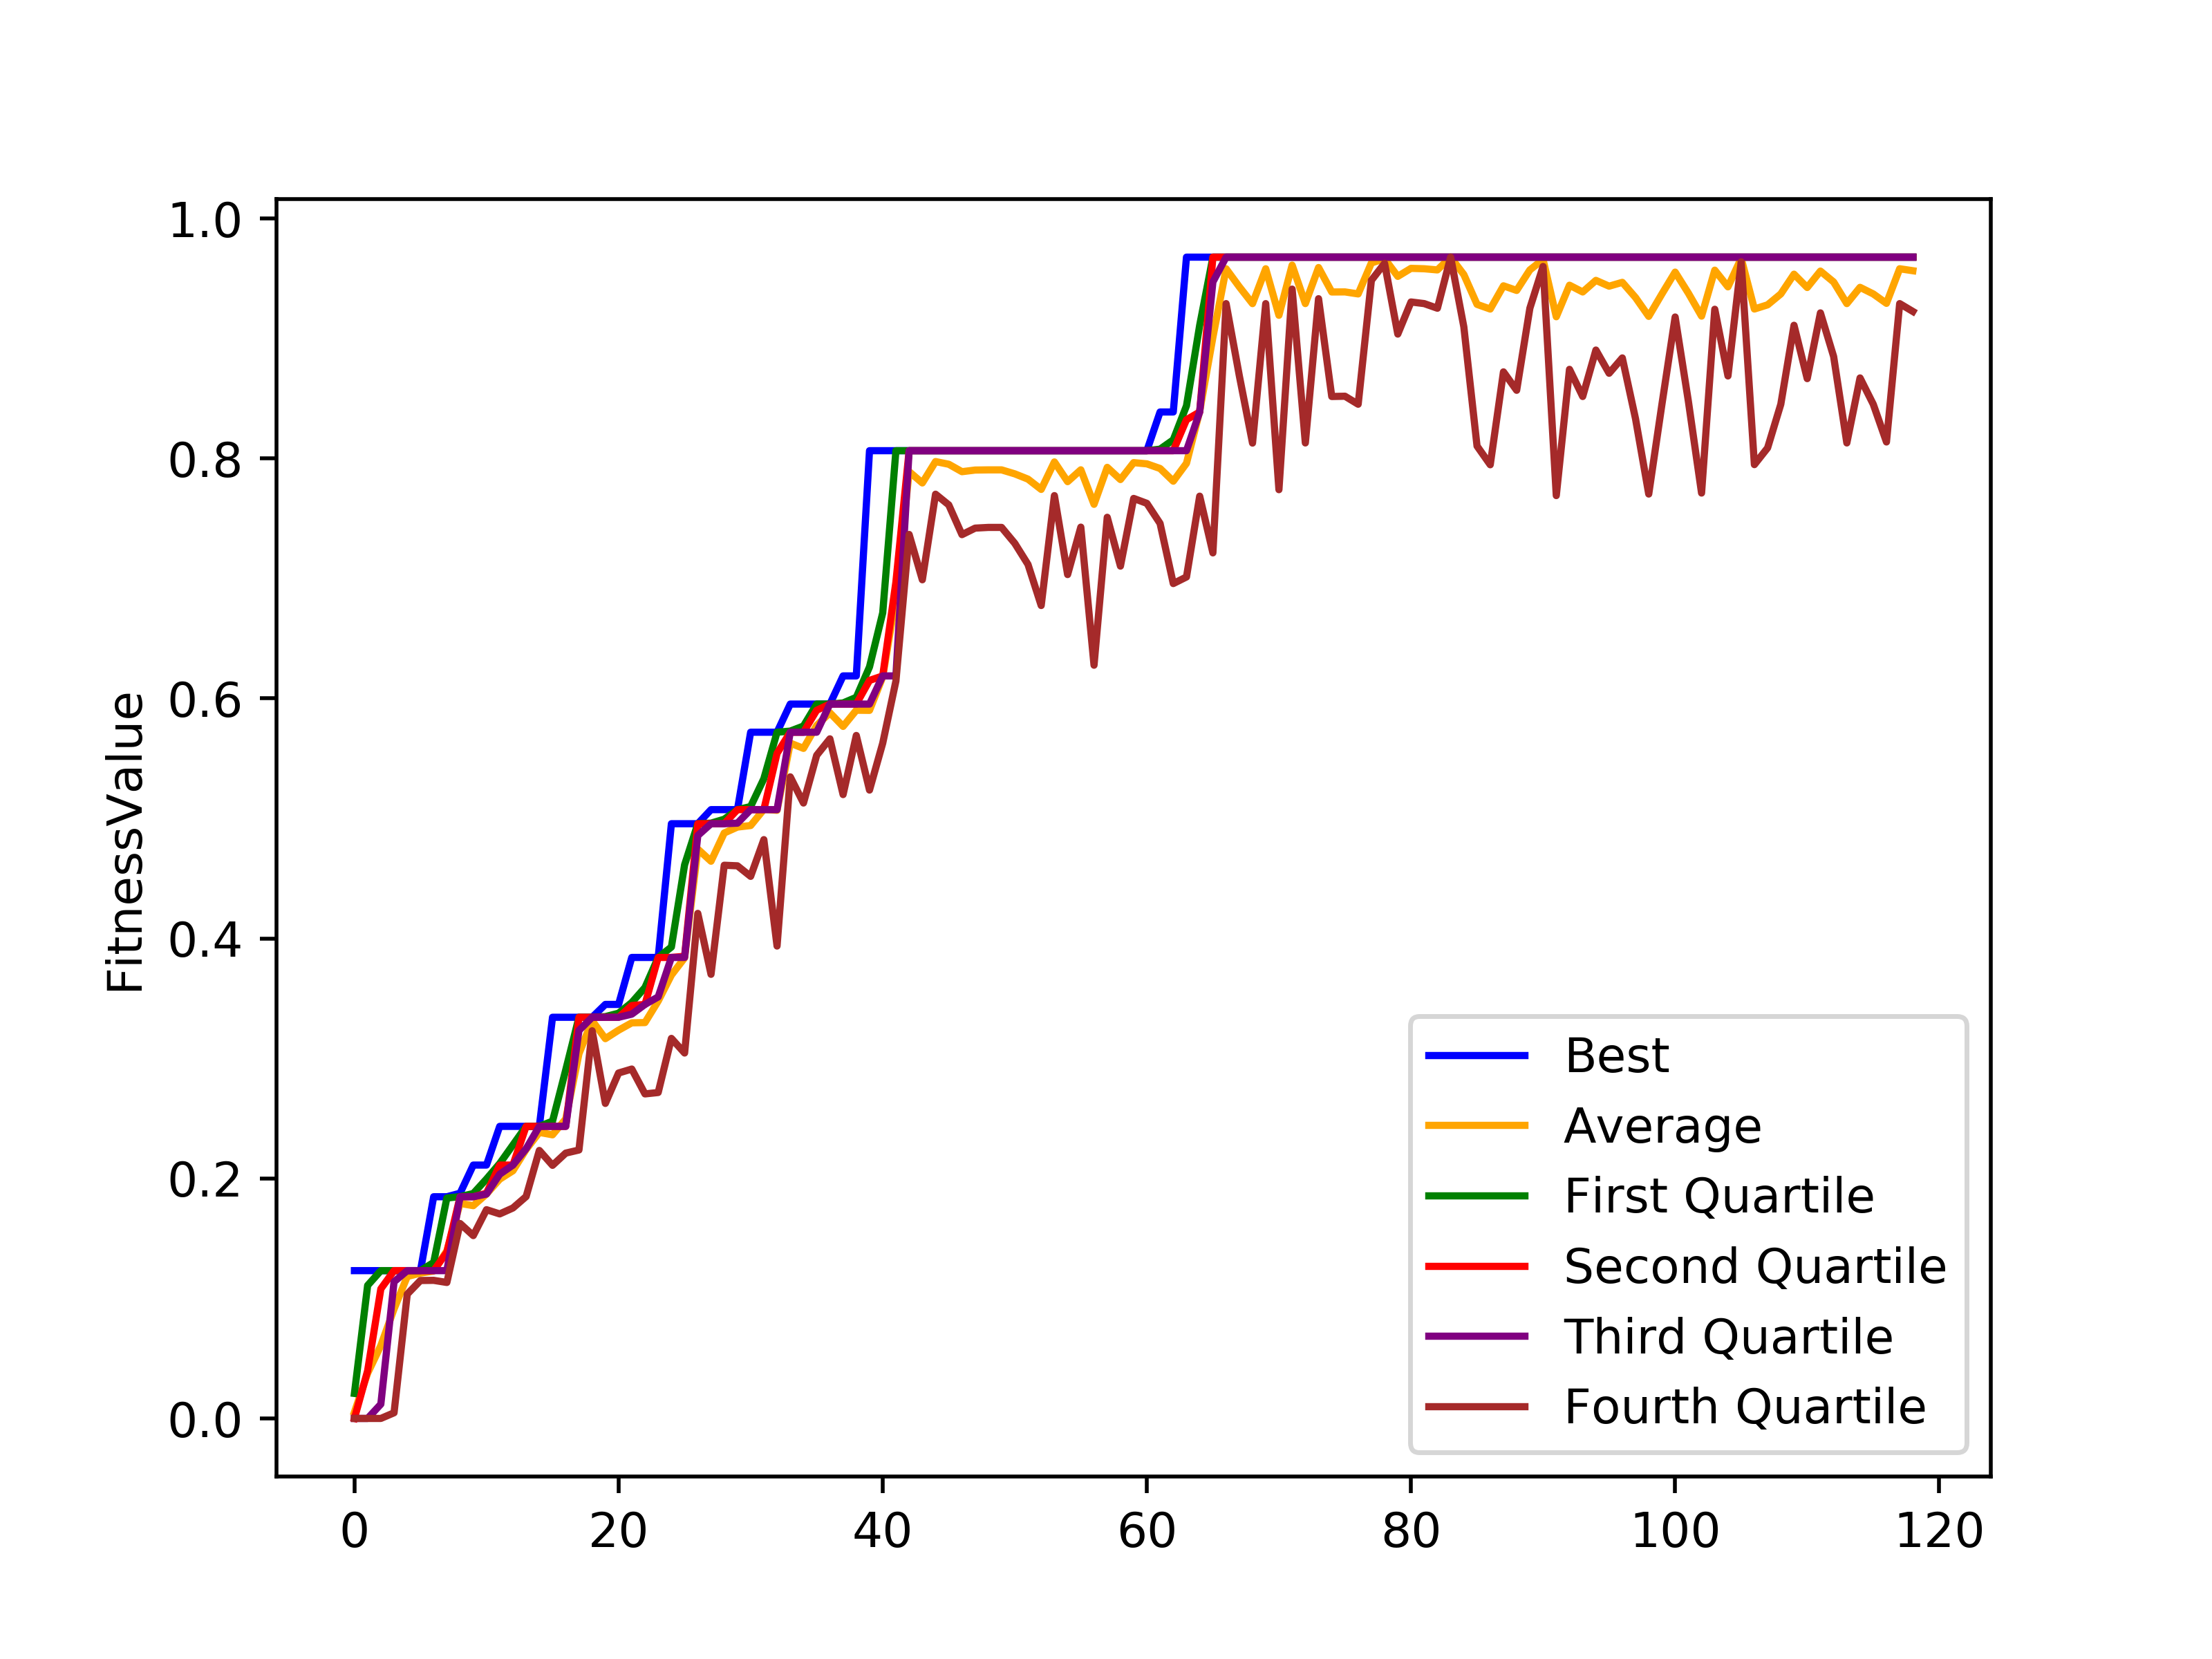 1.0
0.8
0.6
0.4
0.2
0.0
FitnessValue
0 20 40 60 80 100 120
Best
Average
First Quartile
Second Quartile
Third Quartile
Fourth Quartile